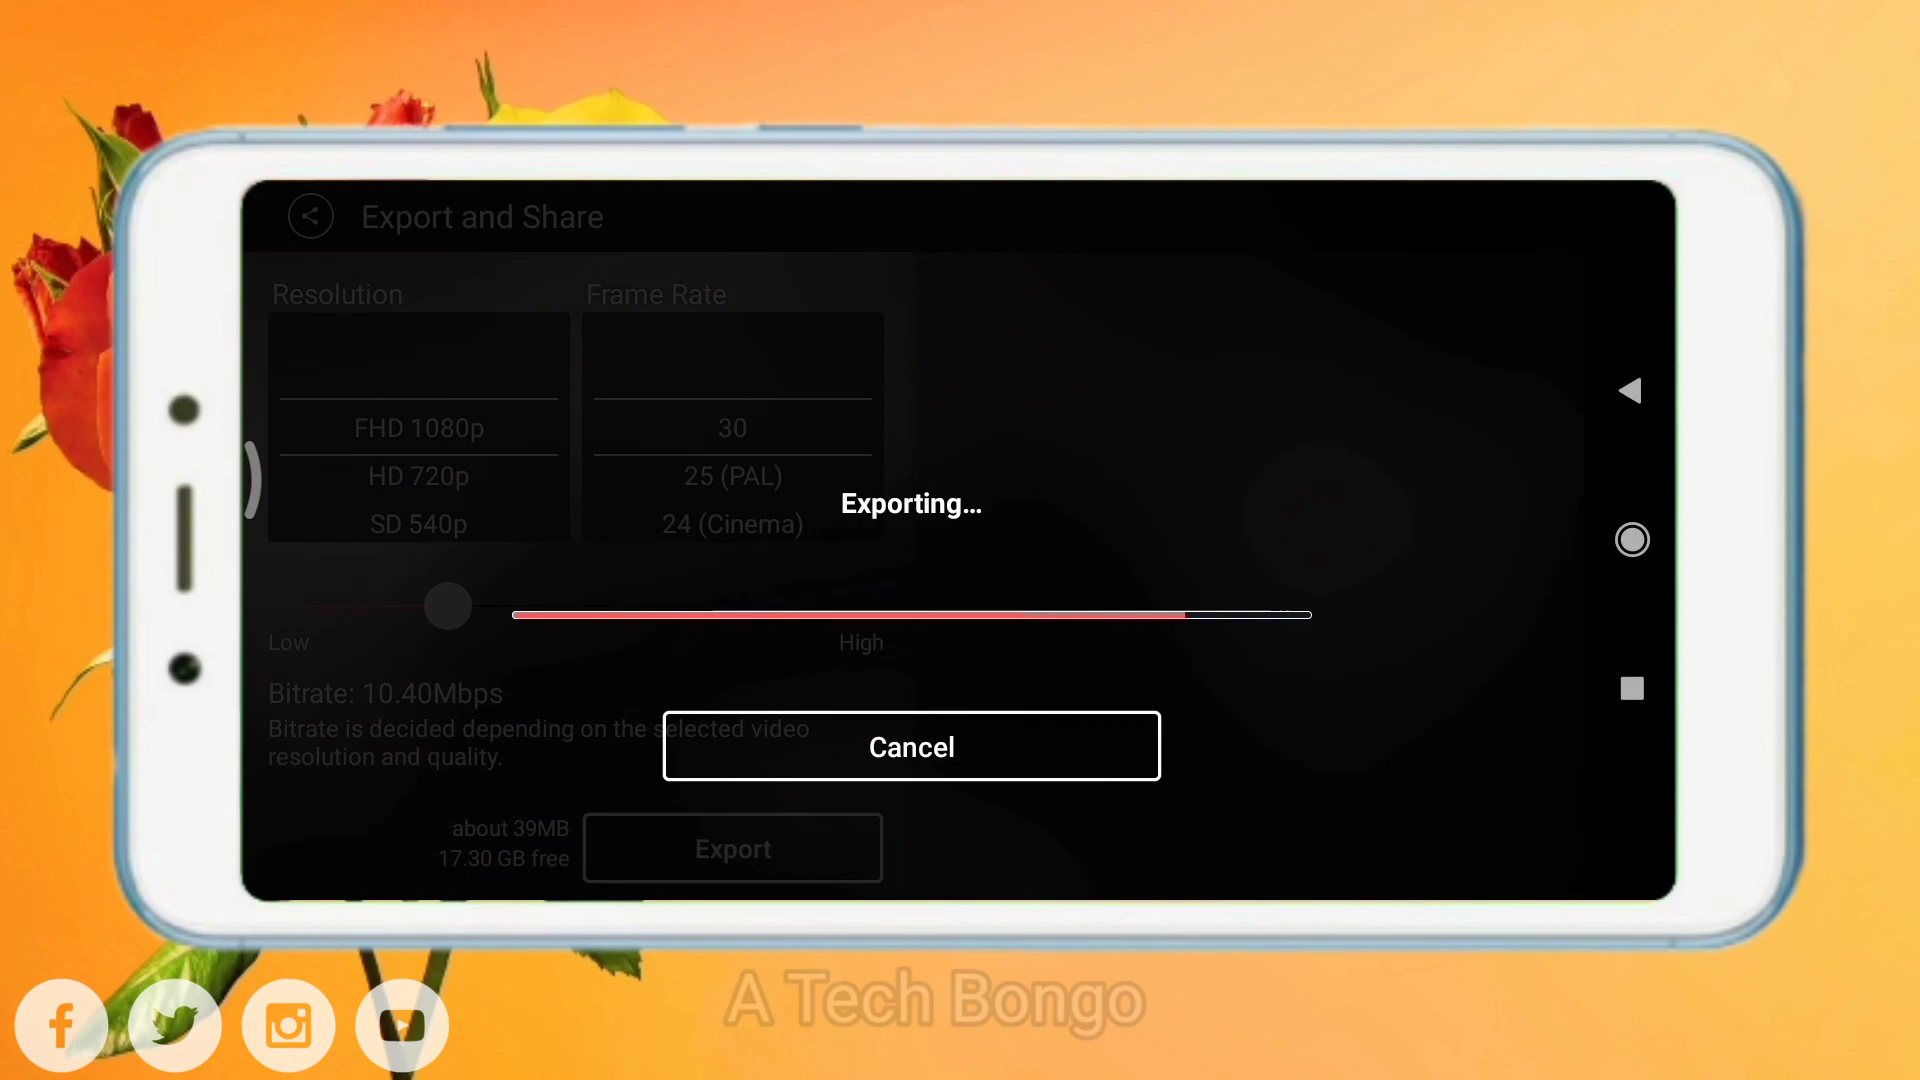 Export and Share
Resolution
Frame Rate
FHD 1080p
HD 720p
SD 540p
30
25 (PAL)
24 (Cinema)
Exporting...
Low
High
Bitrate: 10.40Mbps
Bitrate is decided depending on the selected video
resolution and quality.
Cancel
about 39MB
17.30 GB free
Export
A Tech Bongo